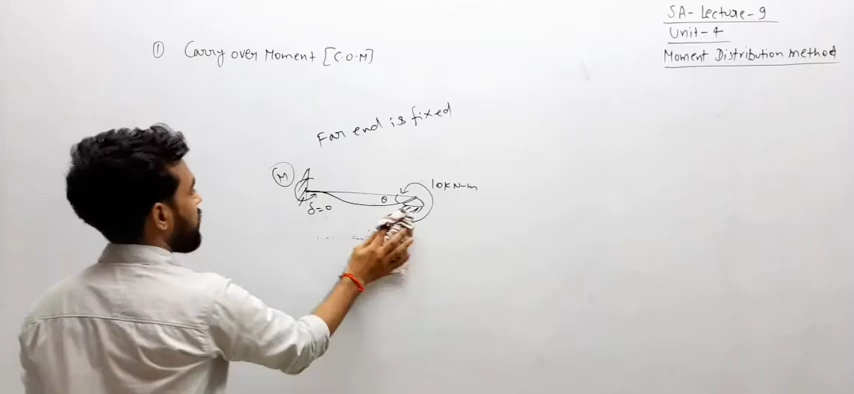 SA- Lecture-9
Unit-4
Moment Distribution method
① Carry over Moment [C.O.M]
Far end is fixed
M
θ
10KN-m
δ=0